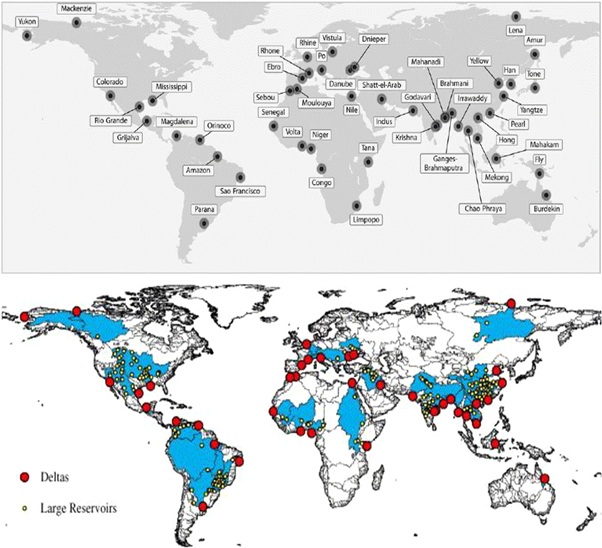 Mackenzie
Yukon
Lena
Vistula
Rhine
Dnieper
Amur
Rhone
Po
Mahanadi
Yellow
Han
Ebro
Tone
Colorado
Mississippi
Danube
Shatt-el-Arab
Brahmani
Sebou
Moulouya
Nile
Godavari
Irrawaddy
Yangtze
Rio Grande
Magdalena
Orinoco
Senegal
Indus
Pearl
Grijalva
Volta
Niger
Krishna
Hong
Tana
Mahakam
Amazon
Ganges-
Brahmaputra
Fly
Sao Francisco
Congo
Mekong
Parana
Limpopo
Chao Phraya
Burdekin
Deltas
Large Reservoirs